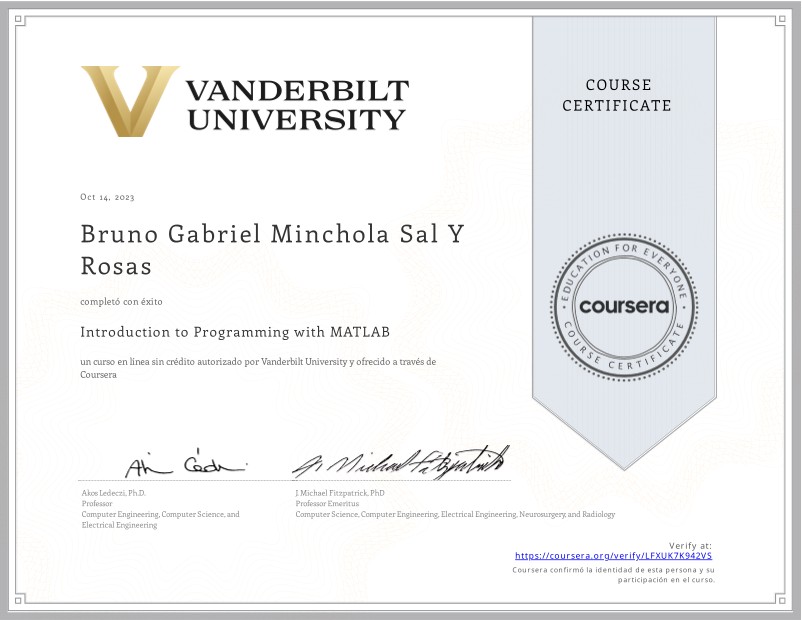 VANDERBILT
UNIVERSITY
COURSE
CERTIFICATE
Oct 14, 2023
Bruno Gabriel Minchola Sal Y
Rosas
completó con éxito
Introduction to Programming with MATLAB
un curso en línea sin crédito autorizado por Vanderbilt University y ofrecido a través de
Coursera
EDUCATION FOR EVERYONE
coursera
COURSE CERTIFICATE
Akos Ledeczi, Ph.D.
Professor
Computer Engineering, Computer Science, and
Electrical Engineering
J. Michael Fitzpatrick, PhD
Professor Emeritus
Computer Science, Computer Engineering, Electrical Engineering, Neurosurgery, and Radiology
Verify at:
https://coursera.org/verify/LFXUK7K942VS
Coursera confirmó la identidad de esta persona y su
participación en el curso.